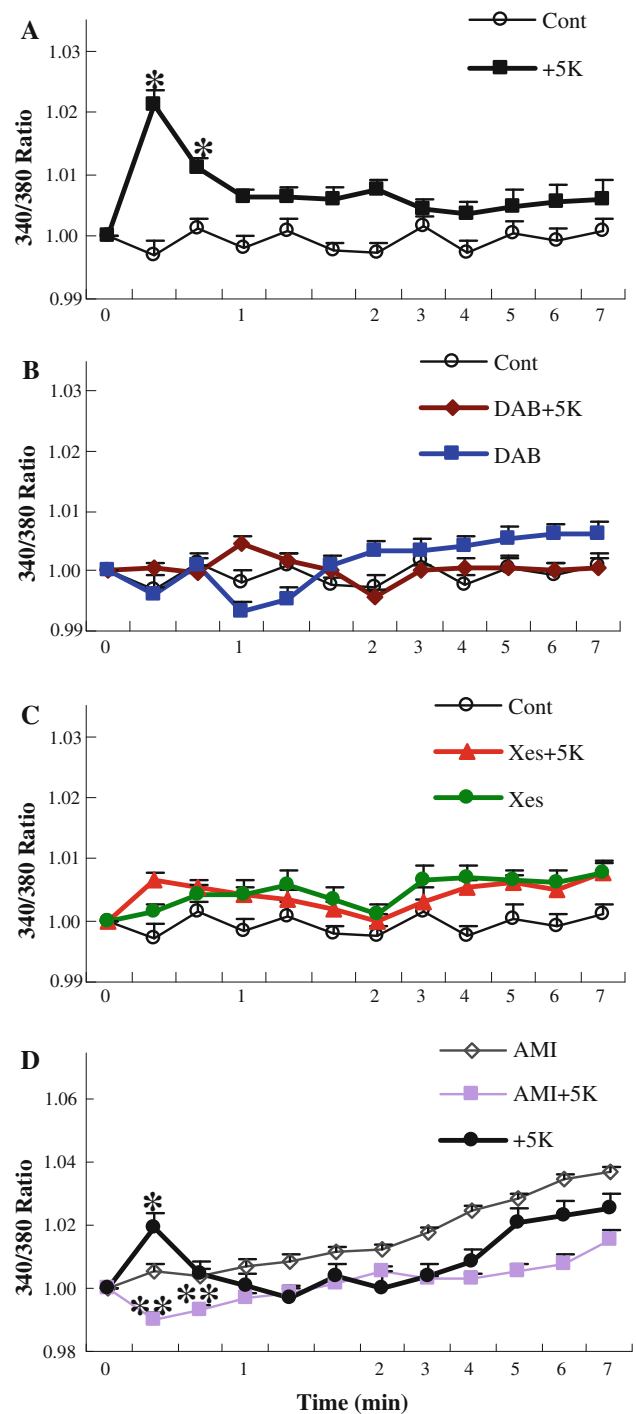 A
Cont
+5K
1.03
1.02
1.01
1.00
0.99
340/380 Ratio
* *
0 1 2 3 4 5 6 7
B
Cont
DAB+5K
DAB
1.03
1.02
1.01
1.00
0.99
340/380 Ratio
0 1 2 3 4 5 6 7
C
Cont
Xes+5K
Xes
1.03
1.02
1.01
1.00
0.99
340/380 Ratio
0 1 2 3 4 5 6 7
D
AMI
AMI+5K
+5K
1.06
1.04
1.02
1.00
0.98
340/380 Ratio
*
** **
0 1 2 3 4 5 6 7
Time (min)